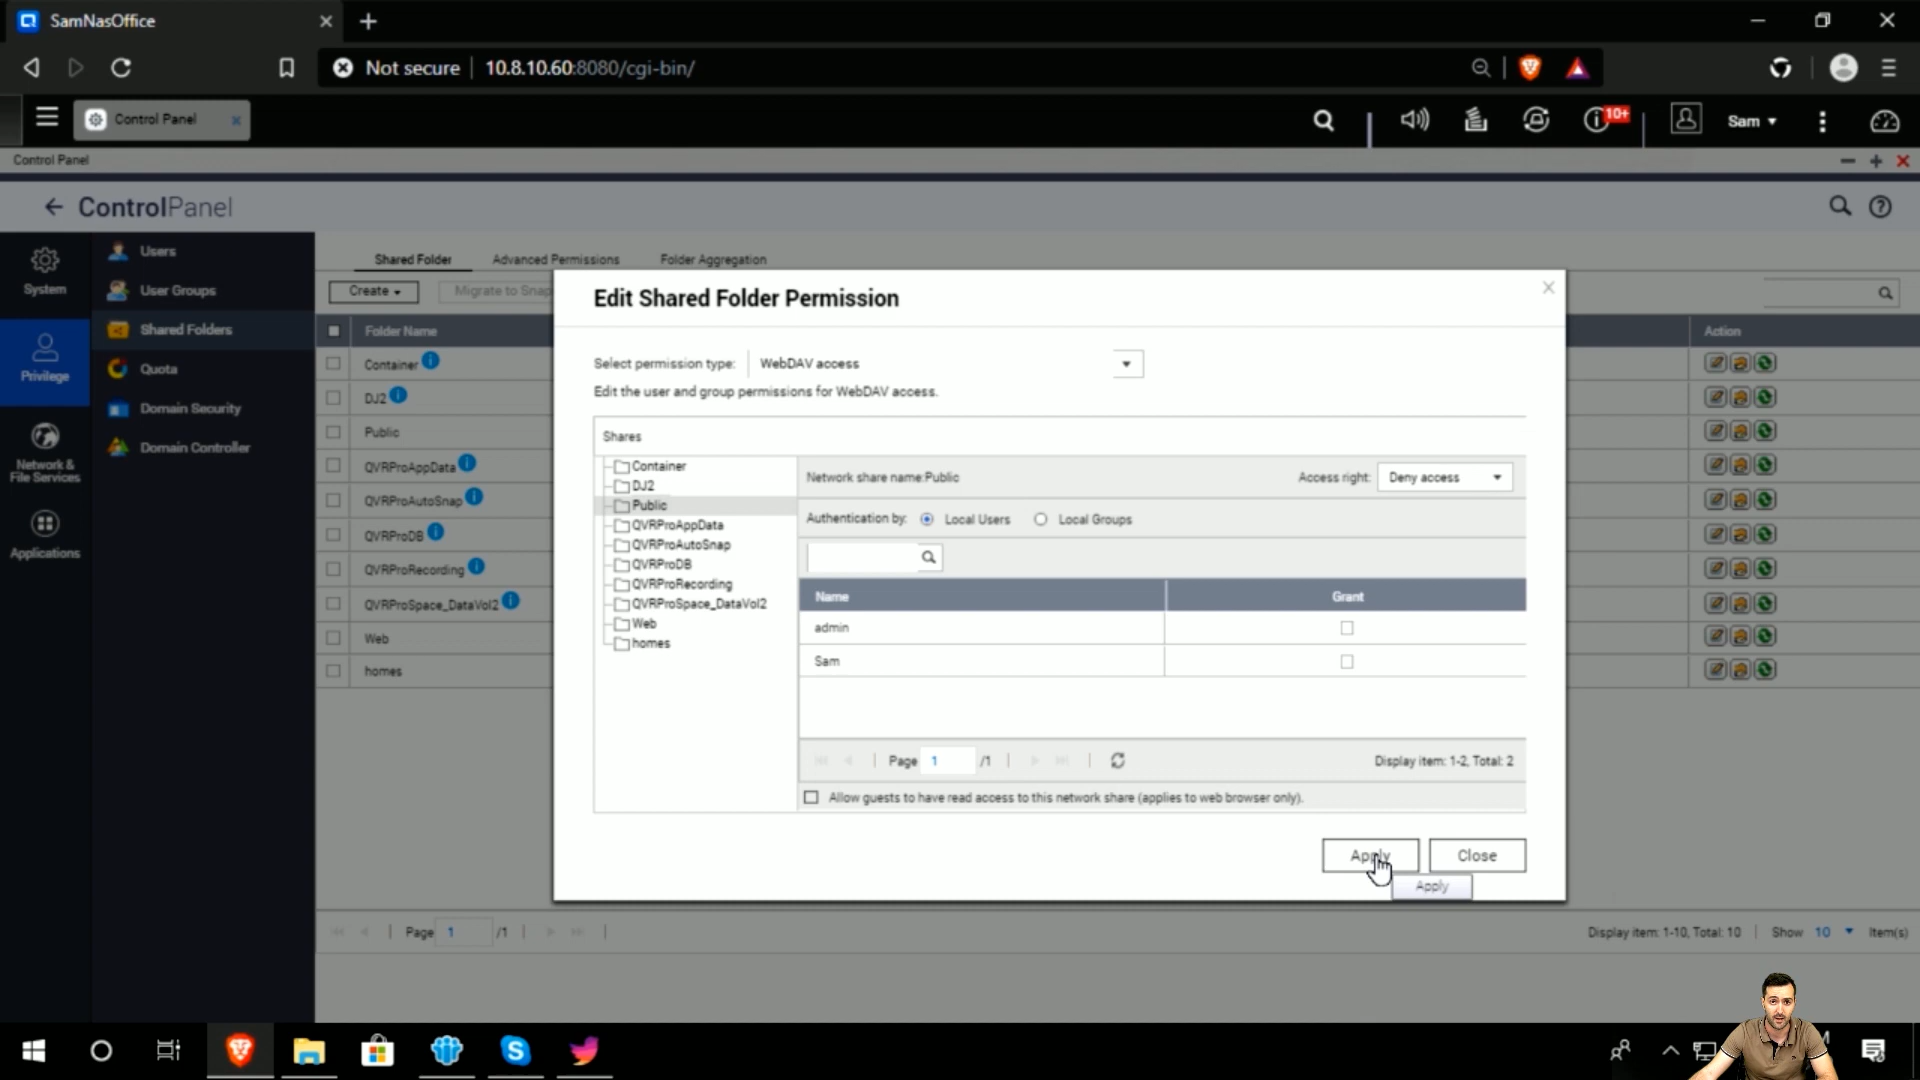 SamNasOffice
Not secure
10.8.10.60:8080/cgi-bin/
Control Panel
10+
Sam
Control Panel
ControlPanel
System
Privilege
Network &
File Services
Applications
Users
User Groups
Shared Folders
Quota
Domain Security
Domain Controller
Shared Folder
Advanced Permissions
Folder Aggregation
Create
Migrate to Snap
Folder Name
Action
Container
DJ2
Public
QVRProAppData
QVRProAutoSnap
QVRProDB
QVRProRecording
QVRProSpace_DataVol2
Web
homes
Edit Shared Folder Permission
Select permission type:
WebDAV access
Edit the user and group permissions for WebDAV access.
Shares
Container
DJ2
Public
QVRProAppData
QVRProAutoSnap
QVRProDB
QVRProRecording
QVRProSpace_DataVol2
Web
homes
Network share name:Public
Access right:
Deny access
Authentication by:
Local Users
Local Groups
Name
Grant
admin
Sam
Page 1 /1
Display item: 1-2, Total: 2
Allow guests to have read access to this network share (applies to web browser only).
Apply
Close
Apply
Page 1 /1
Display item: 1-10, Total: 10
Show 10 Item(s)